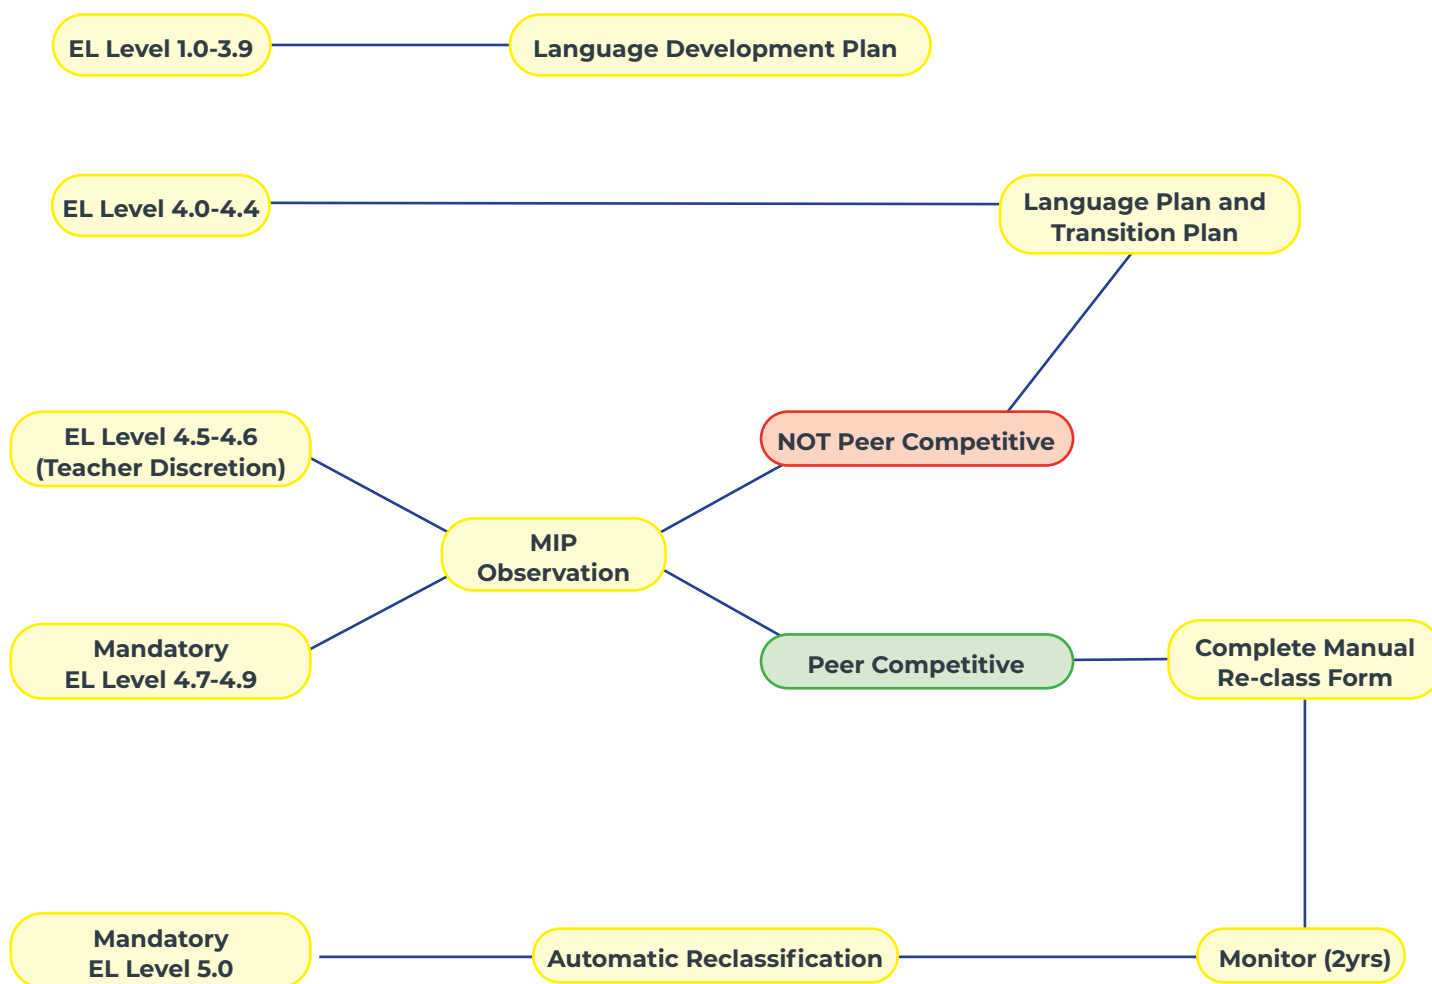 EL Level 1.0-3.9
Language Development Plan
EL Level 4.0-4.4
Language Plan and
Transition Plan
EL Level 4.5-4.6
(Teacher Discretion)
NOT Peer Competitive
MIP
Observation
Mandatory
EL Level 4.7-4.9
Peer Competitive
Complete Manual
Re-class Form
Mandatory
EL Level 5.0
Automatic Reclassification
Monitor (2yrs)